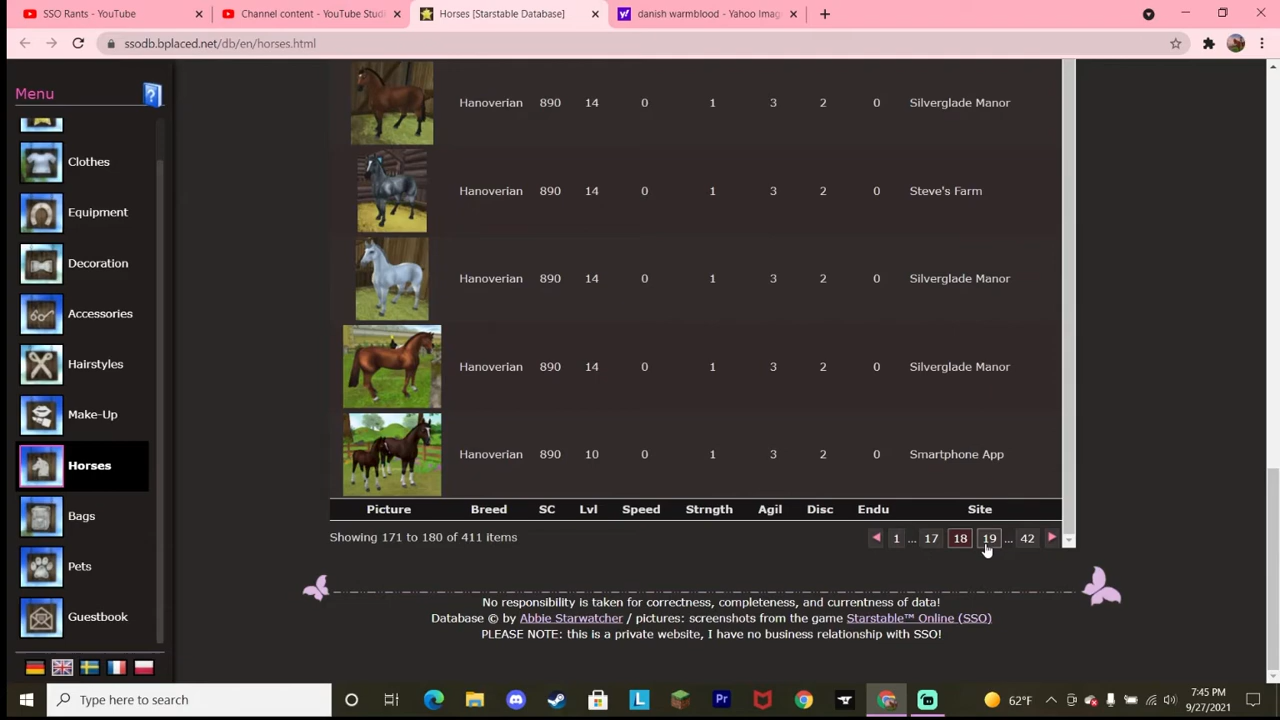 SSO Rants - YouTube
Channel content - YouTube Studi
Horses [Starstable Database]
danish warmblood - Yahoo Imag
ssodb.bplaced.net/db/en/horses.html
Menu
Clothes
Equipment
Decoration
Accessories
Hairstyles
Make-Up
Horses
Bags
Pets
Guestbook
Hanoverian 890 14 0 1 3 2 0 Silverglade Manor
Hanoverian 890 14 0 1 3 2 0 Steve's Farm
Hanoverian 890 14 0 1 3 2 0 Silverglade Manor
Hanoverian 890 14 0 1 3 2 0 Silverglade Manor
Hanoverian 890 10 0 1 3 2 0 Smartphone App
Picture Breed SC Lvl Speed Strngth Agil Disc Endu Site
Showing 171 to 180 of 411 items
1 ... 17 18 19 ... 42
No responsibility is taken for correctness, completeness, and currentness of data!
Database © by Abbie Starwatcher / pictures: screenshots from the game Starstable™ Online (SSO)
PLEASE NOTE: this is a private website, I have no business relationship with SSO!
Type here to search
L
Pr
62°F
7:45 PM
9/27/2021